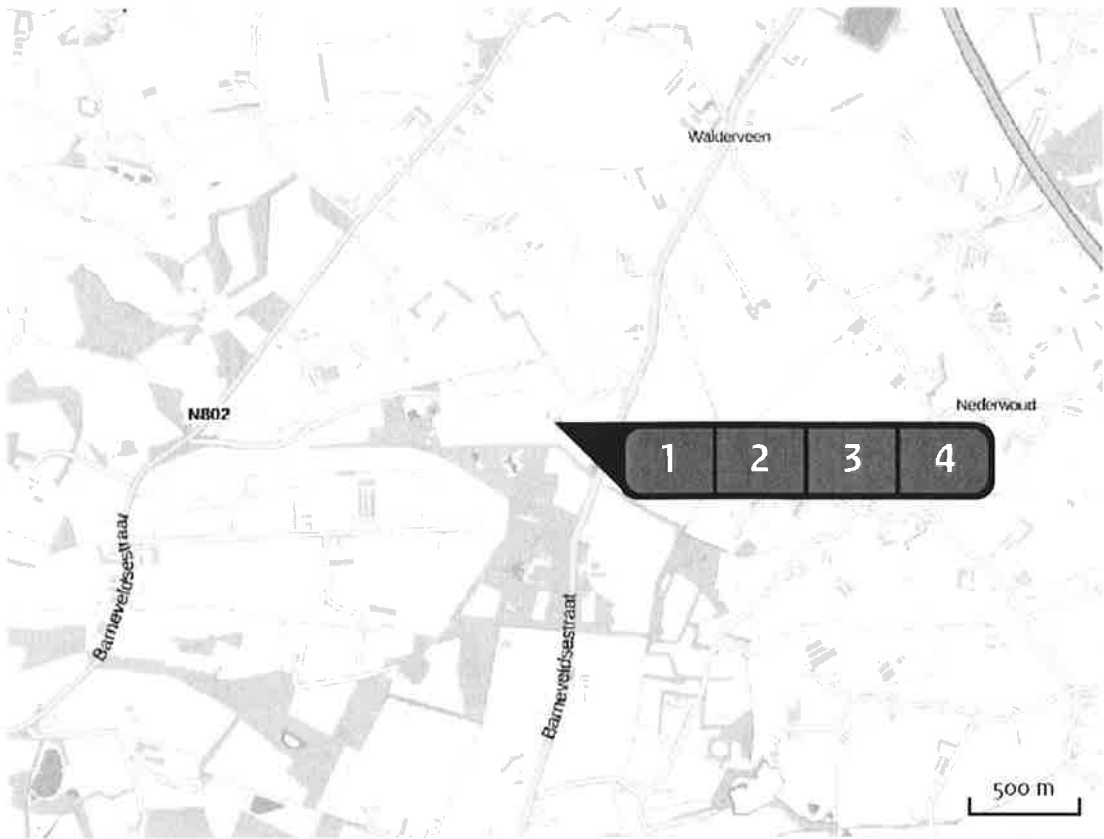 Walderveen
Nederwoud
N802
1 2 3 4
Barneveldsestraat
Barneveldsestraat
500 m